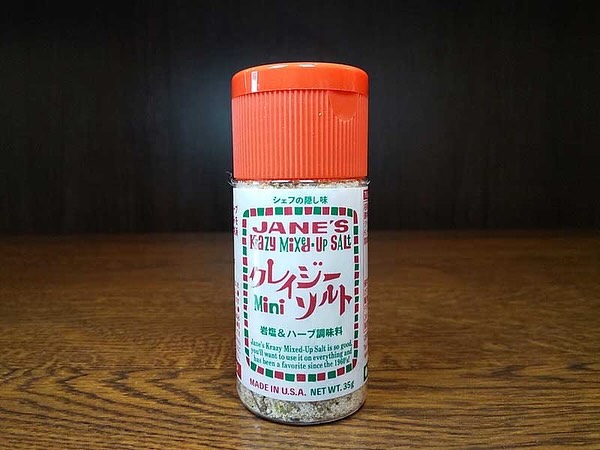 シェフの隠し味
JANE'S
KRAZY MIXED-UP SALT
クレイジー
Mini ソルト
岩塩&ハーブ調味料
Jane's Krazy Mixed-Up Salt is so good,
you'll want to use it on everything and
has been a favorite since the 1960's!
MADE IN U.S.A. NET WT. 35g